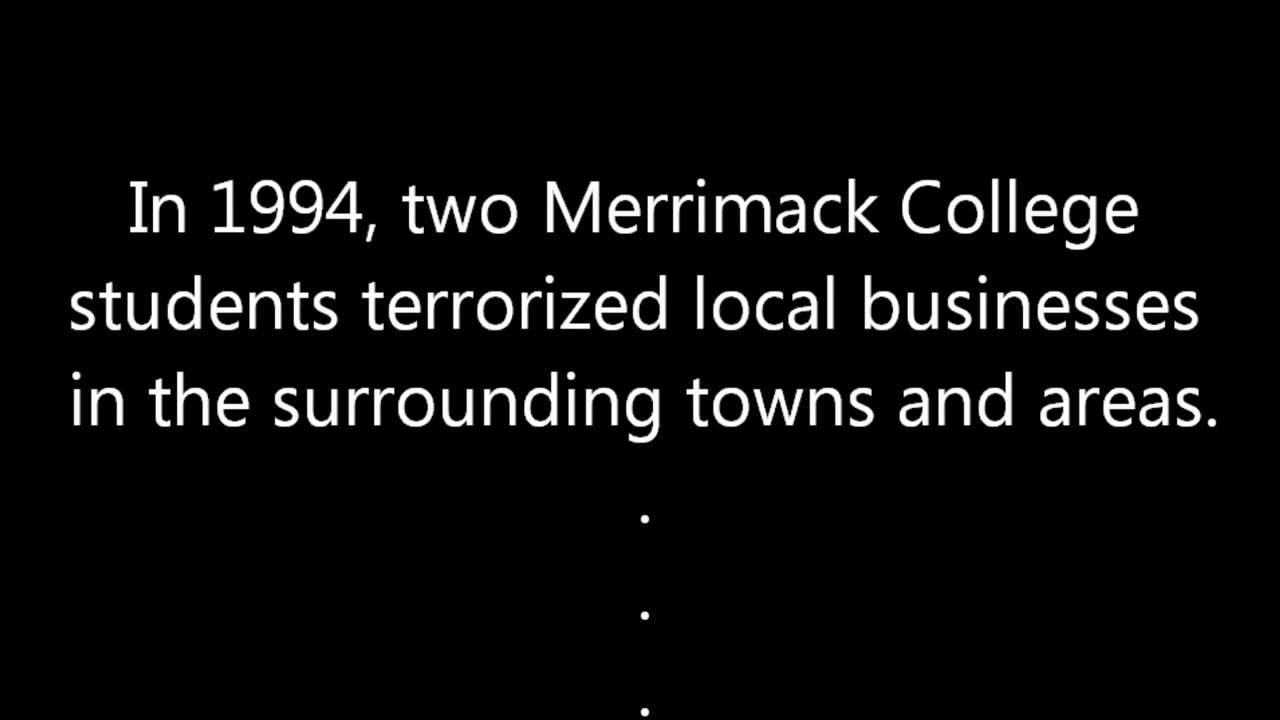 In 1994, two Merrimack College
students terrorized local businesses
in the surrounding towns and areas.
.
.
.